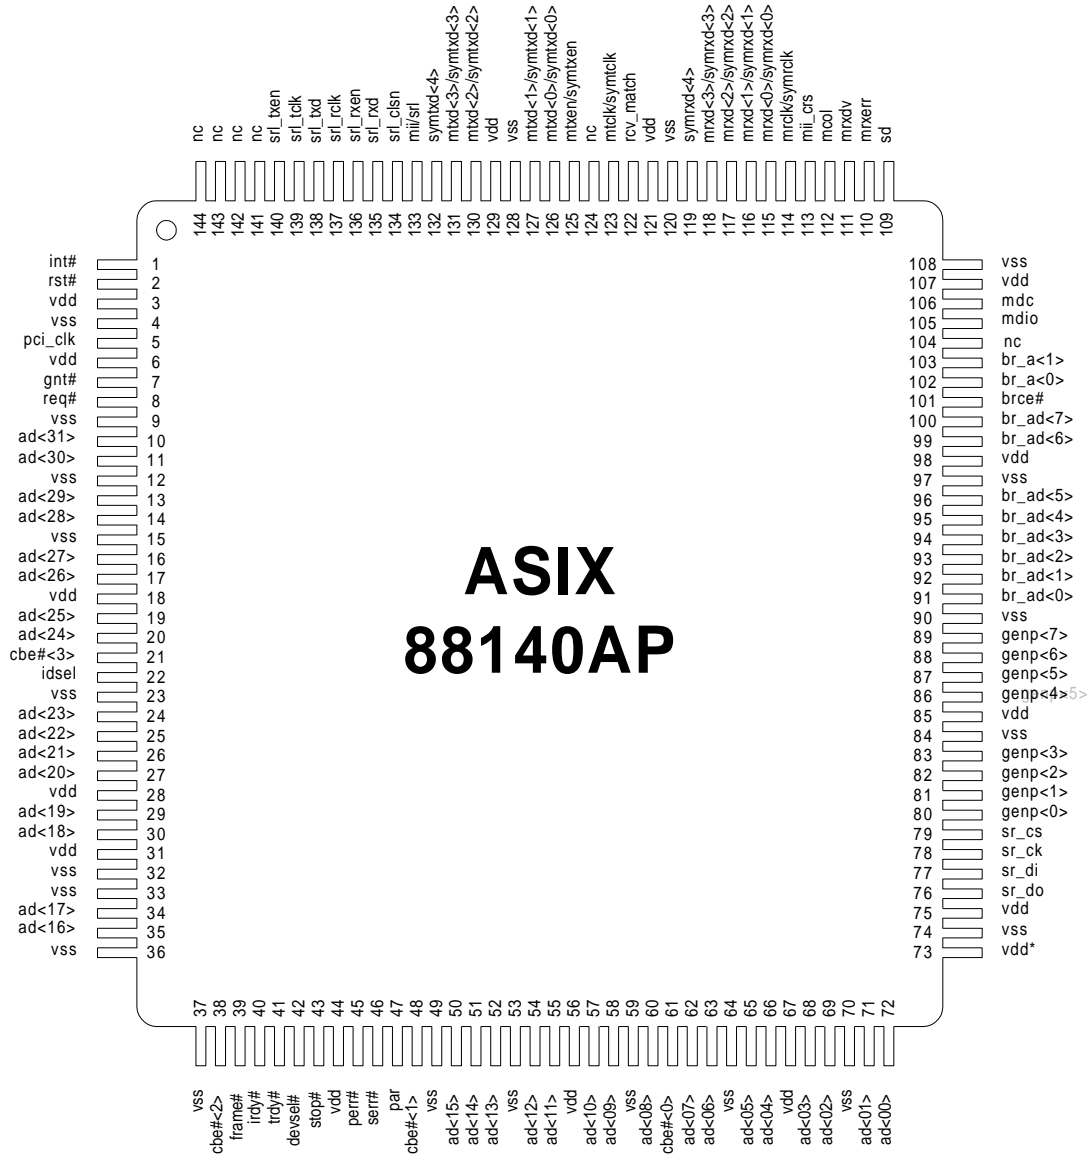 nc
nc
nc
nc
srl_txen
srl_tclk
srl_txd
srl_rclk
srl_rxen
srl_rxd
srl_clsn
mii/srl
symtxd<4>
mtxd<3>/symtxd<3>
mtxd<2>/symtxd<2>
vdd
vss
mtxd<1>/symtxd<1>
mtxd<0>/symtxd<0>
mtxen/symtxen
nc
mtclk/symtclk
rcv_match
vdd
vss
symrxd<4>
mrxd<3>/symrxd<3>
mrxd<2>/symrxd<2>
mrxd<1>/symrxd<1>
mrxd<0>/symrxd<0>
mrclk/symrclk
mii_crs
mcol
mrxdv
mrxerr
sd
144
143
142
141
140
139
138
137
136
135
134
133
132
131
130
129
128
127
126
125
124
123
122
121
120
119
118
117
116
115
114
113
112
111
110
109
int# 1
rst# 2
vdd 3
vss 4
pci_clk 5
vdd 6
gnt# 7
req# 8
vss 9
ad<31> 10
ad<30> 11
vss 12
ad<29> 13
ad<28> 14
vss 15
ad<27> 16
ad<26> 17
vdd 18
ad<25> 19
ad<24> 20
cbe#<3> 21
idsel 22
vss 23
ad<23> 24
ad<22> 25
ad<21> 26
ad<20> 27
vdd 28
ad<19> 29
ad<18> 30
vdd 31
vss 32
vss 33
ad<17> 34
ad<16> 35
vss 36
ASIX
88140AP
108 vss
107 vdd
106 mdc
105 mdio
104 nc
103 br_a<1>
102 br_a<0>
101 brce#
100 br_ad<7>
99 br_ad<6>
98 vdd
97 vss
96 br_ad<5>
95 br_ad<4>
94 br_ad<3>
93 br_ad<2>
92 br_ad<1>
91 br_ad<0>
90 vss
89 genp<7>
88 genp<6>
87 genp<5>
86 genp<4>
85 vdd
84 vss
83 genp<3>
82 genp<2>
81 genp<1>
80 genp<0>
79 sr_cs
78 sr_ck
77 sr_di
76 sr_do
75 vdd
74 vss
73 vdd*
37
38
39
40
41
42
43
44
45
46
47
48
49
50
51
52
53
54
55
56
57
58
59
60
61
62
63
64
65
66
67
68
69
70
71
72
vss
cbe#<2>
frame#
irdy#
trdy#
devsel#
stop#
vdd
perr#
serr#
par
cbe#<1>
vss
ad<15>
ad<14>
ad<13>
vss
ad<12>
ad<11>
vdd
ad<10>
ad<09>
vss
ad<08>
cbe#<0>
ad<07>
ad<06>
vss
ad<05>
ad<04>
vdd
ad<03>
ad<02>
vss
ad<01>
ad<00>